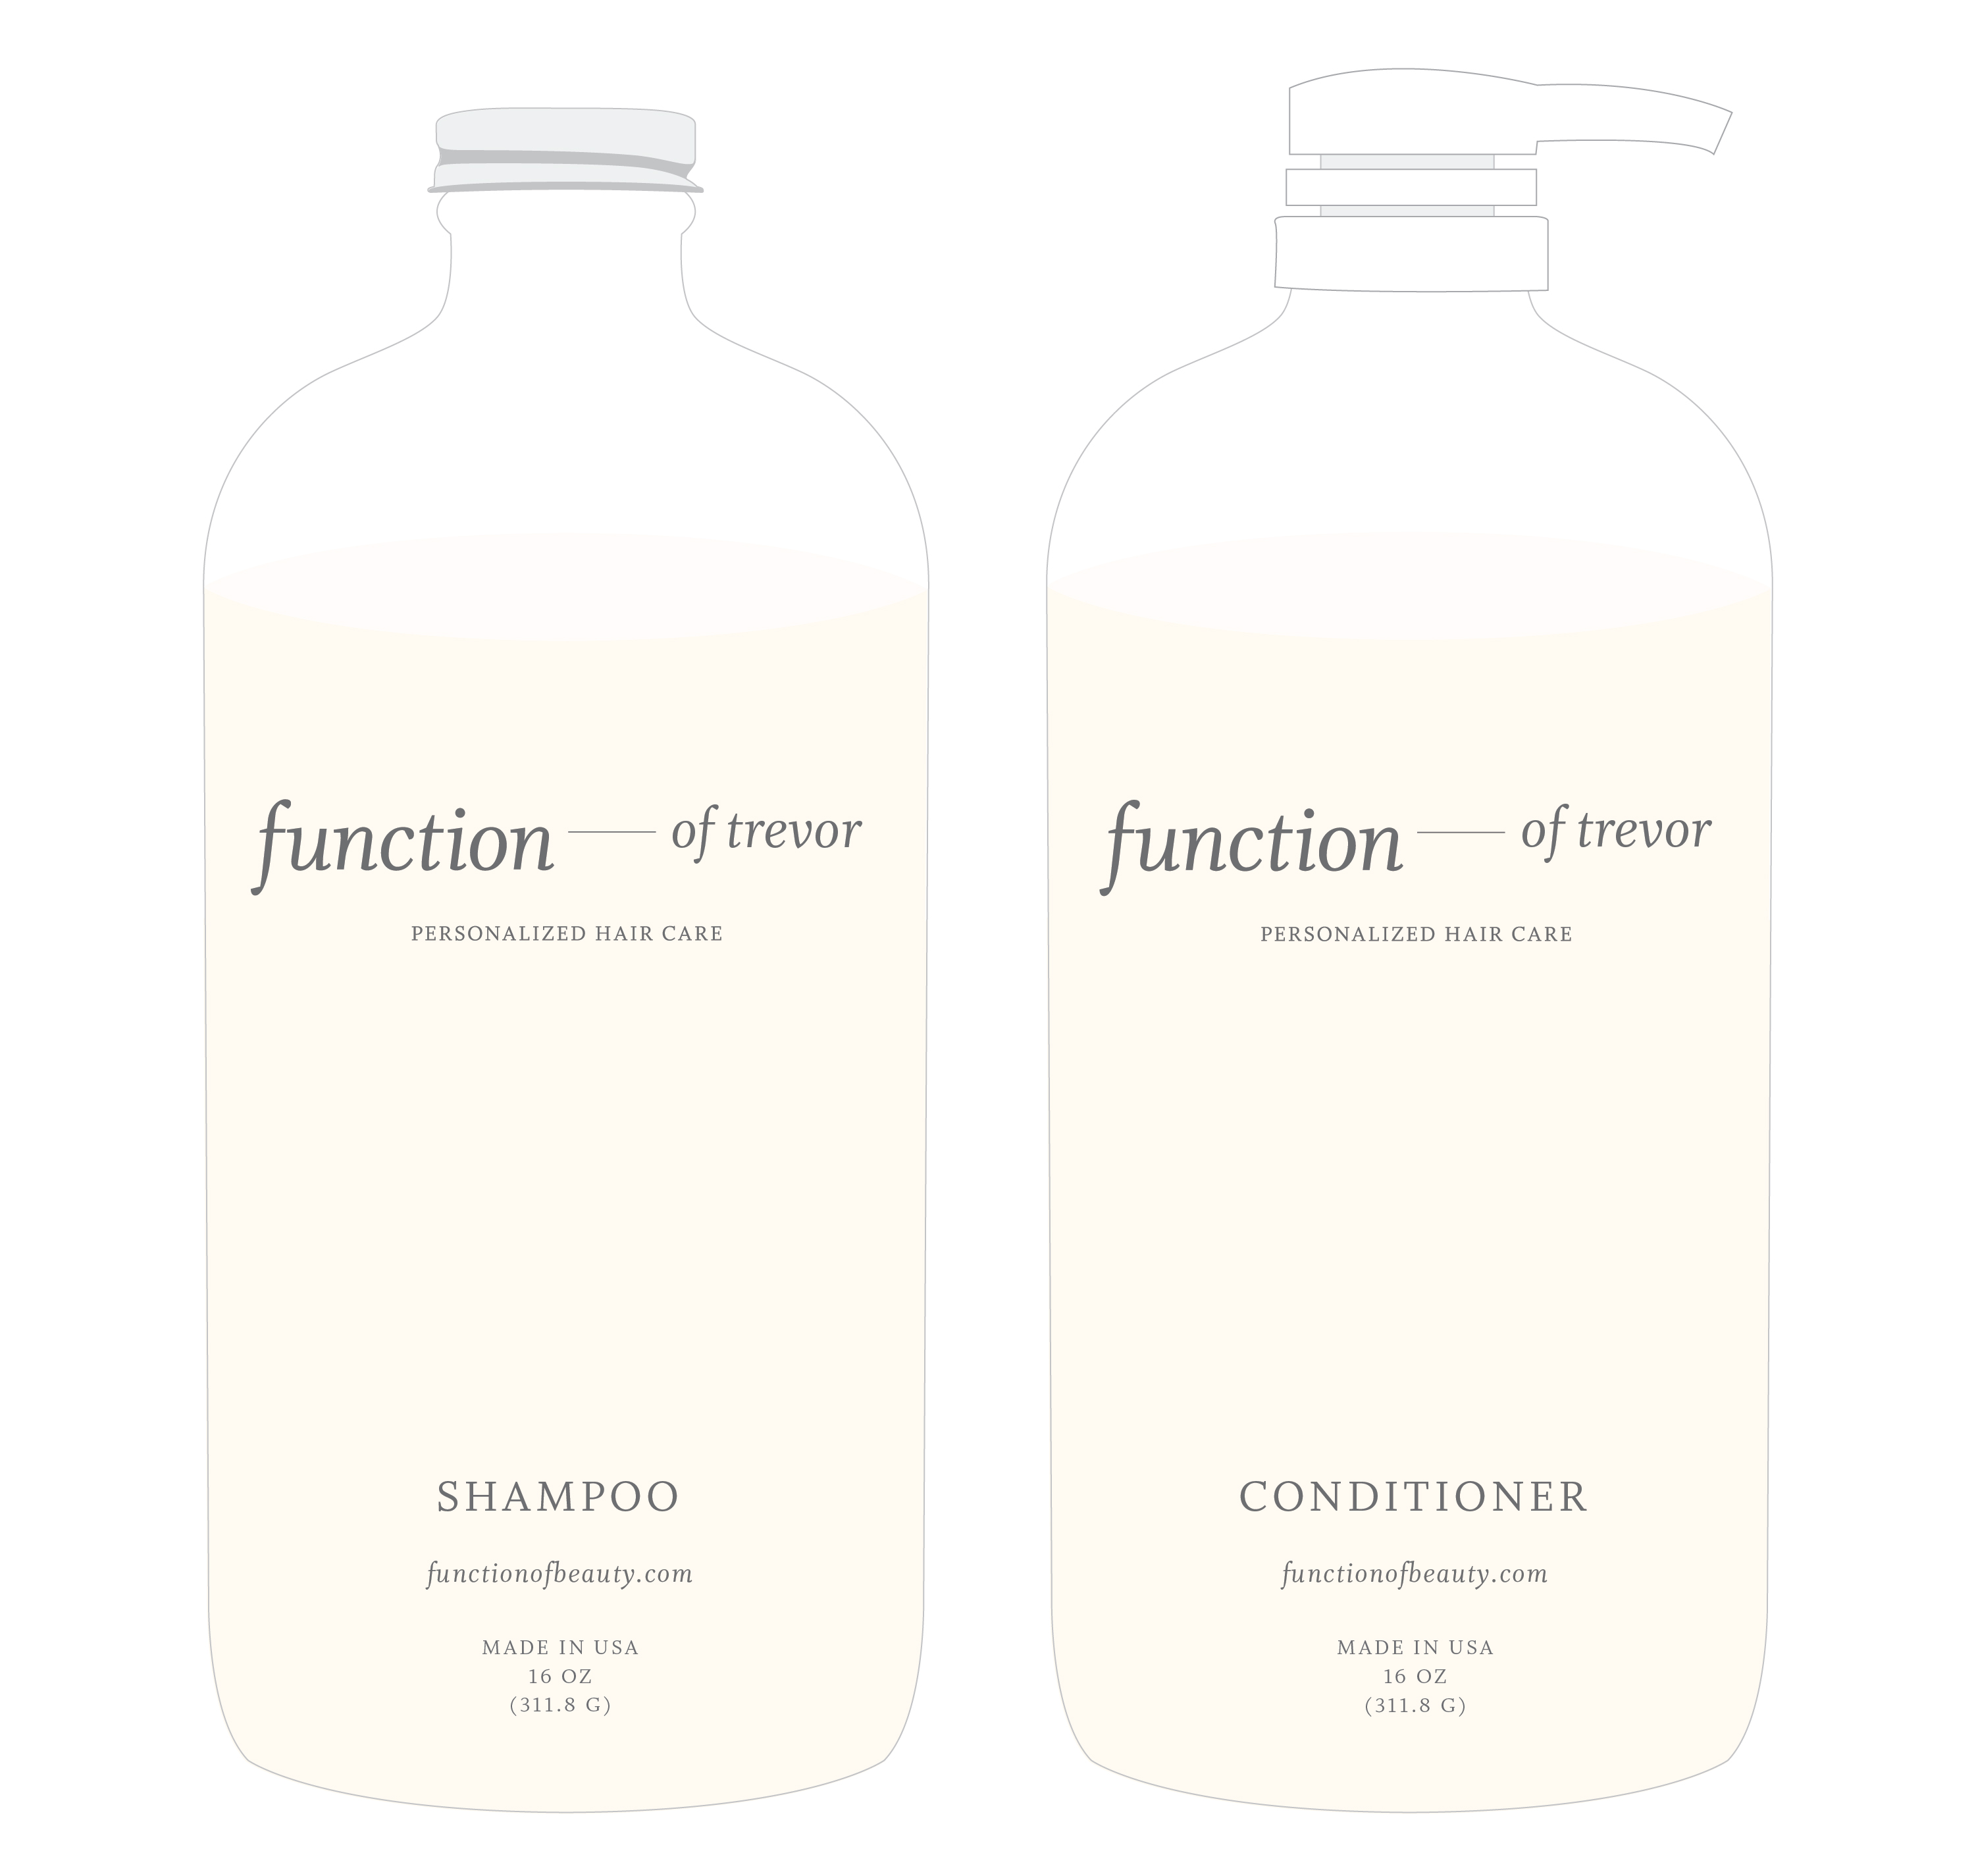 function — of trevor
PERSONALIZED HAIR CARE
SHAMPOO
functionofbeauty.com
MADE IN USA
16 OZ
(311.8 G)
function — of trevor
PERSONALIZED HAIR CARE
CONDITIONER
functionofbeauty.com
MADE IN USA
16 OZ
(311.8 G)